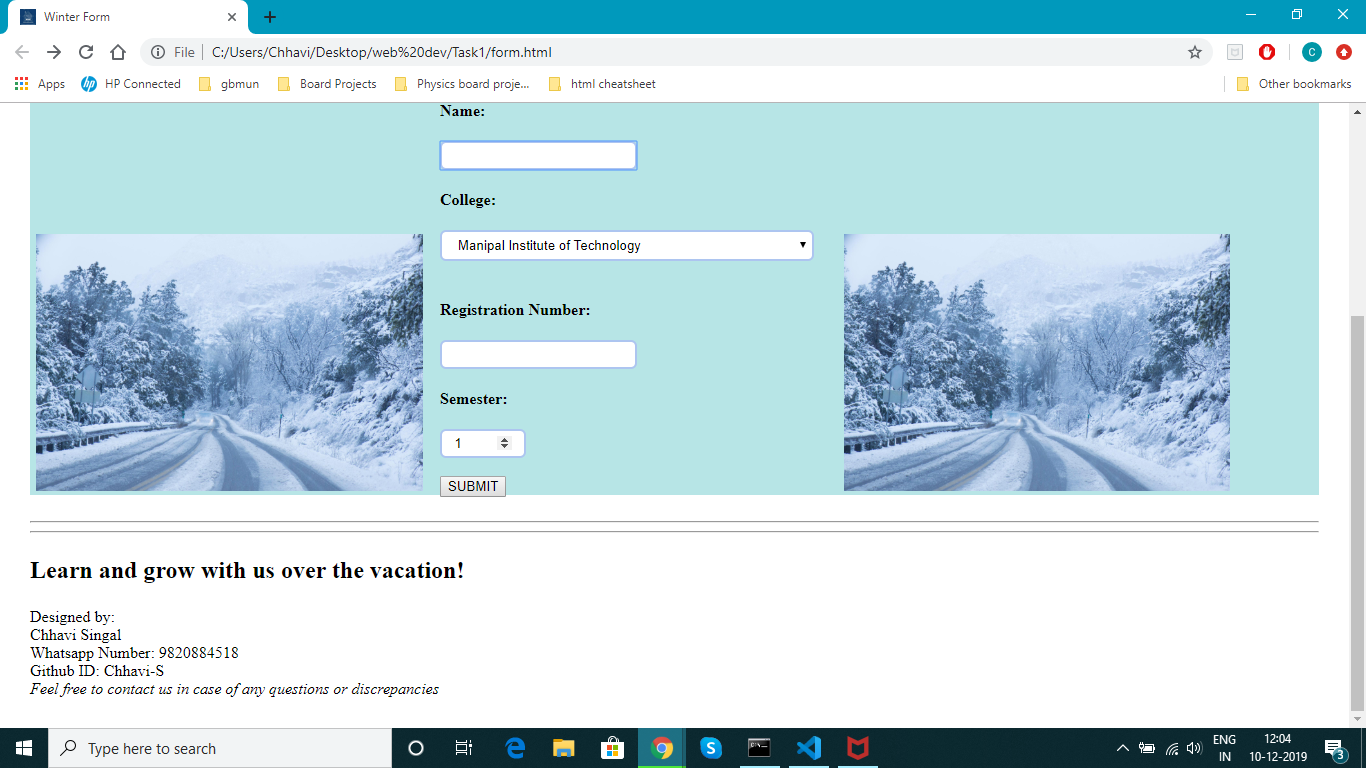 Winter Form
File
C:/Users/Chhavi/Desktop/web%20dev/Task1/form.html
C
Apps
HP Connected
gbmun
Board Projects
Physics board proje...
html cheatsheet
Other bookmarks
Name:
College:
Manipal Institute of Technology
Registration Number:
Semester:
1
SUBMIT
Learn and grow with us over the vacation!
Designed by:
Chhavi Singal
Whatsapp Number: 9820884518
Github ID: Chhavi-S
Feel free to contact us in case of any questions or discrepancies
Type here to search
ENG
IN
12:04
10-12-2019
3